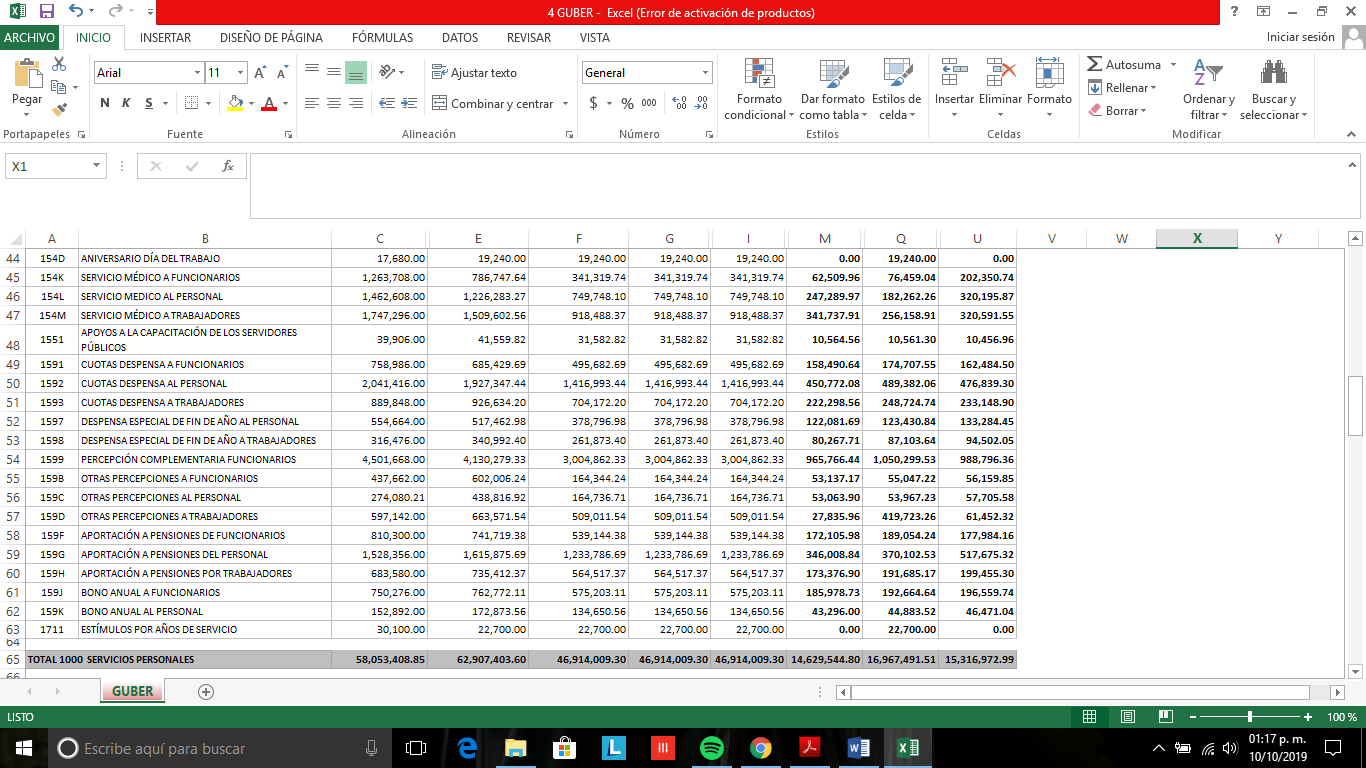 4 GUBER - Excel (Error de activación de productos)
ARCHIVO INICIO INSERTAR DISEÑO DE PÁGINA FÓRMULAS DATOS REVISAR VISTA Iniciar sesión
Pegar
Portapapeles
Arial 11
N K S
Fuente
Ajustar texto
Combinar y centrar
Alineación
General
$ % 000
Número
Formato condicional
Dar formato como tabla
Estilos de celda
Estilos
Insertar Eliminar Formato
Celdas
Autosuma
Rellenar
Borrar
Ordenar y filtrar
Buscar y seleccionar
Modificar
X1
fx
A B C E F G I M Q U V W X Y
44 154D ANIVERSARIO DÍA DEL TRABAJO 17,680.00 19,240.00 19,240.00 19,240.00 19,240.00 0.00 19,240.00 0.00
45 154K SERVICIO MÉDICO A FUNCIONARIOS 1,263,708.00 786,747.64 341,319.74 341,319.74 341,319.74 62,509.96 76,459.04 202,350.74
46 154L SERVICIO MEDICO AL PERSONAL 1,462,608.00 1,226,283.27 749,748.10 749,748.10 749,748.10 247,289.97 182,262.26 320,195.87
47 154M SERVICIO MÉDICO A TRABAJADORES 1,747,296.00 1,509,602.56 918,488.37 918,488.37 918,488.37 341,737.91 256,158.91 320,591.55
48 1551 APOYOS A LA CAPACITACIÓN DE LOS SERVIDORES
PÚBLICOS 39,906.00 41,559.82 31,582.82 31,582.82 31,582.82 10,564.56 10,561.30 10,456.96
49 1591 CUOTAS DESPENSA A FUNCIONARIOS 758,986.00 685,429.69 495,682.69 495,682.69 495,682.69 158,490.64 174,707.55 162,484.50
50 1592 CUOTAS DESPENSA AL PERSONAL 2,041,416.00 1,927,347.44 1,416,993.44 1,416,993.44 1,416,993.44 450,772.08 489,382.06 476,839.30
51 1593 CUOTAS DESPENSA A TRABAJADORES 889,848.00 926,634.20 704,172.20 704,172.20 704,172.20 222,298.56 248,724.74 233,148.90
52 1597 DESPENSA ESPECIAL DE FIN DE AÑO AL PERSONAL 554,664.00 517,462.98 378,796.98 378,796.98 378,796.98 122,081.69 123,430.84 133,284.45
53 1598 DESPENSA ESPECIAL DE FIN DE AÑO A TRABAJADORES 316,476.00 340,992.40 261,873.40 261,873.40 261,873.40 80,267.71 87,103.64 94,502.05
54 1599 PERCEPCIÓN COMPLEMENTARIA FUNCIONARIOS 4,501,668.00 4,130,279.33 3,004,862.33 3,004,862.33 3,004,862.33 965,766.44 1,050,299.53 988,796.36
55 159B OTRAS PERCEPCIONES A FUNCIONARIOS 437,662.00 602,006.24 164,344.24 164,344.24 164,344.24 53,137.17 55,047.22 56,159.85
56 159C OTRAS PERCEPCIONES AL PERSONAL 274,080.21 438,816.92 164,736.71 164,736.71 164,736.71 53,063.90 53,967.23 57,705.58
57 159D OTRAS PERCEPCIONES A TRABAJADORES 597,142.00 663,571.54 509,011.54 509,011.54 509,011.54 27,835.96 419,723.26 61,452.32
58 159F APORTACIÓN A PENSIONES DE FUNCIONARIOS 810,300.00 741,719.38 539,144.38 539,144.38 539,144.38 172,105.98 189,054.24 177,984.16
59 159G APORTACIÓN A PENSIONES DEL PERSONAL 1,528,356.00 1,615,875.69 1,233,786.69 1,233,786.69 1,233,786.69 346,008.84 370,102.53 517,675.32
60 159H APORTACIÓN A PENSIONES POR TRABAJADORES 683,580.00 735,412.37 564,517.37 564,517.37 564,517.37 173,376.90 191,685.17 199,455.30
61 159J BONO ANUAL A FUNCIONARIOS 750,276.00 762,772.11 575,203.11 575,203.11 575,203.11 185,978.73 192,664.64 196,559.74
62 159K BONO ANUAL AL PERSONAL 152,892.00 172,873.56 134,650.56 134,650.56 134,650.56 43,296.00 44,883.52 46,471.04
63 1711 ESTÍMULOS POR AÑOS DE SERVICIO 30,100.00 22,700.00 22,700.00 22,700.00 22,700.00 0.00 22,700.00 0.00
64
65 TOTAL 1000 SERVICIOS PERSONALES 58,053,408.85 62,907,403.60 46,914,009.30 46,914,009.30 46,914,009.30 14,629,544.80 16,967,491.51 15,316,972.99
66
GUBER
LISTO 100 %
Escribe aquí para buscar
01:17 p. m.
10/10/2019